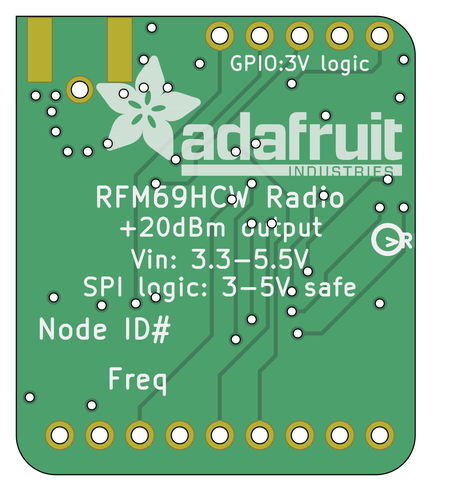 GPIO:3V logic
adafruit
INDUSTRIES
RFM69HCW Radio
+20dBm output
Vin: 3.3-5.5V
R
SPI logic: 3-5V safe
Node ID#
Freq